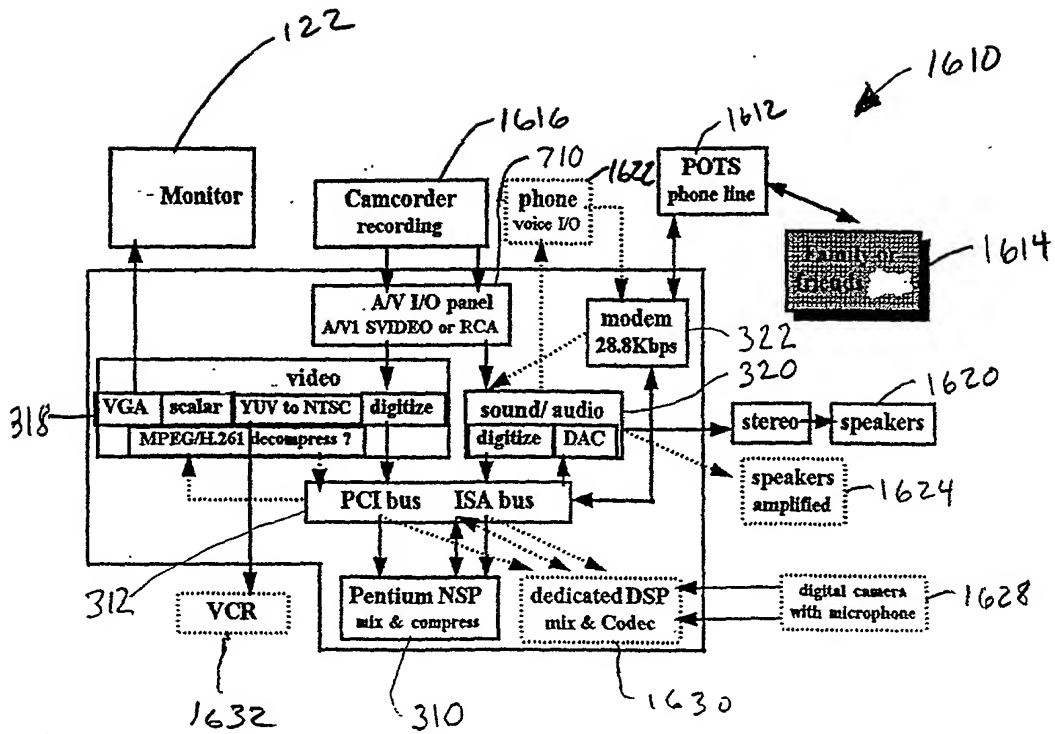 122
1610
1616
1612
710
1622
Monitor
Camcorder
recording
phone
voice I/O
POTS
phone line
Family or
friends
1614
A/V I/O panel
A/V1 SVIDEO or RCA
modem
28.8Kbps
322
320
1620
video
318
VGA
scalar
YUV to NTSC
digitize
MPEG/H.261 decompress ?
sound/ audio
digitize
DAC
stereo
speakers
speakers
amplified
1624
PCI bus
ISA bus
312
VCR
Pentium NSP
mix & compress
dedicated DSP
mix & Codec
digital camera
with microphone
1628
1632
310
1630